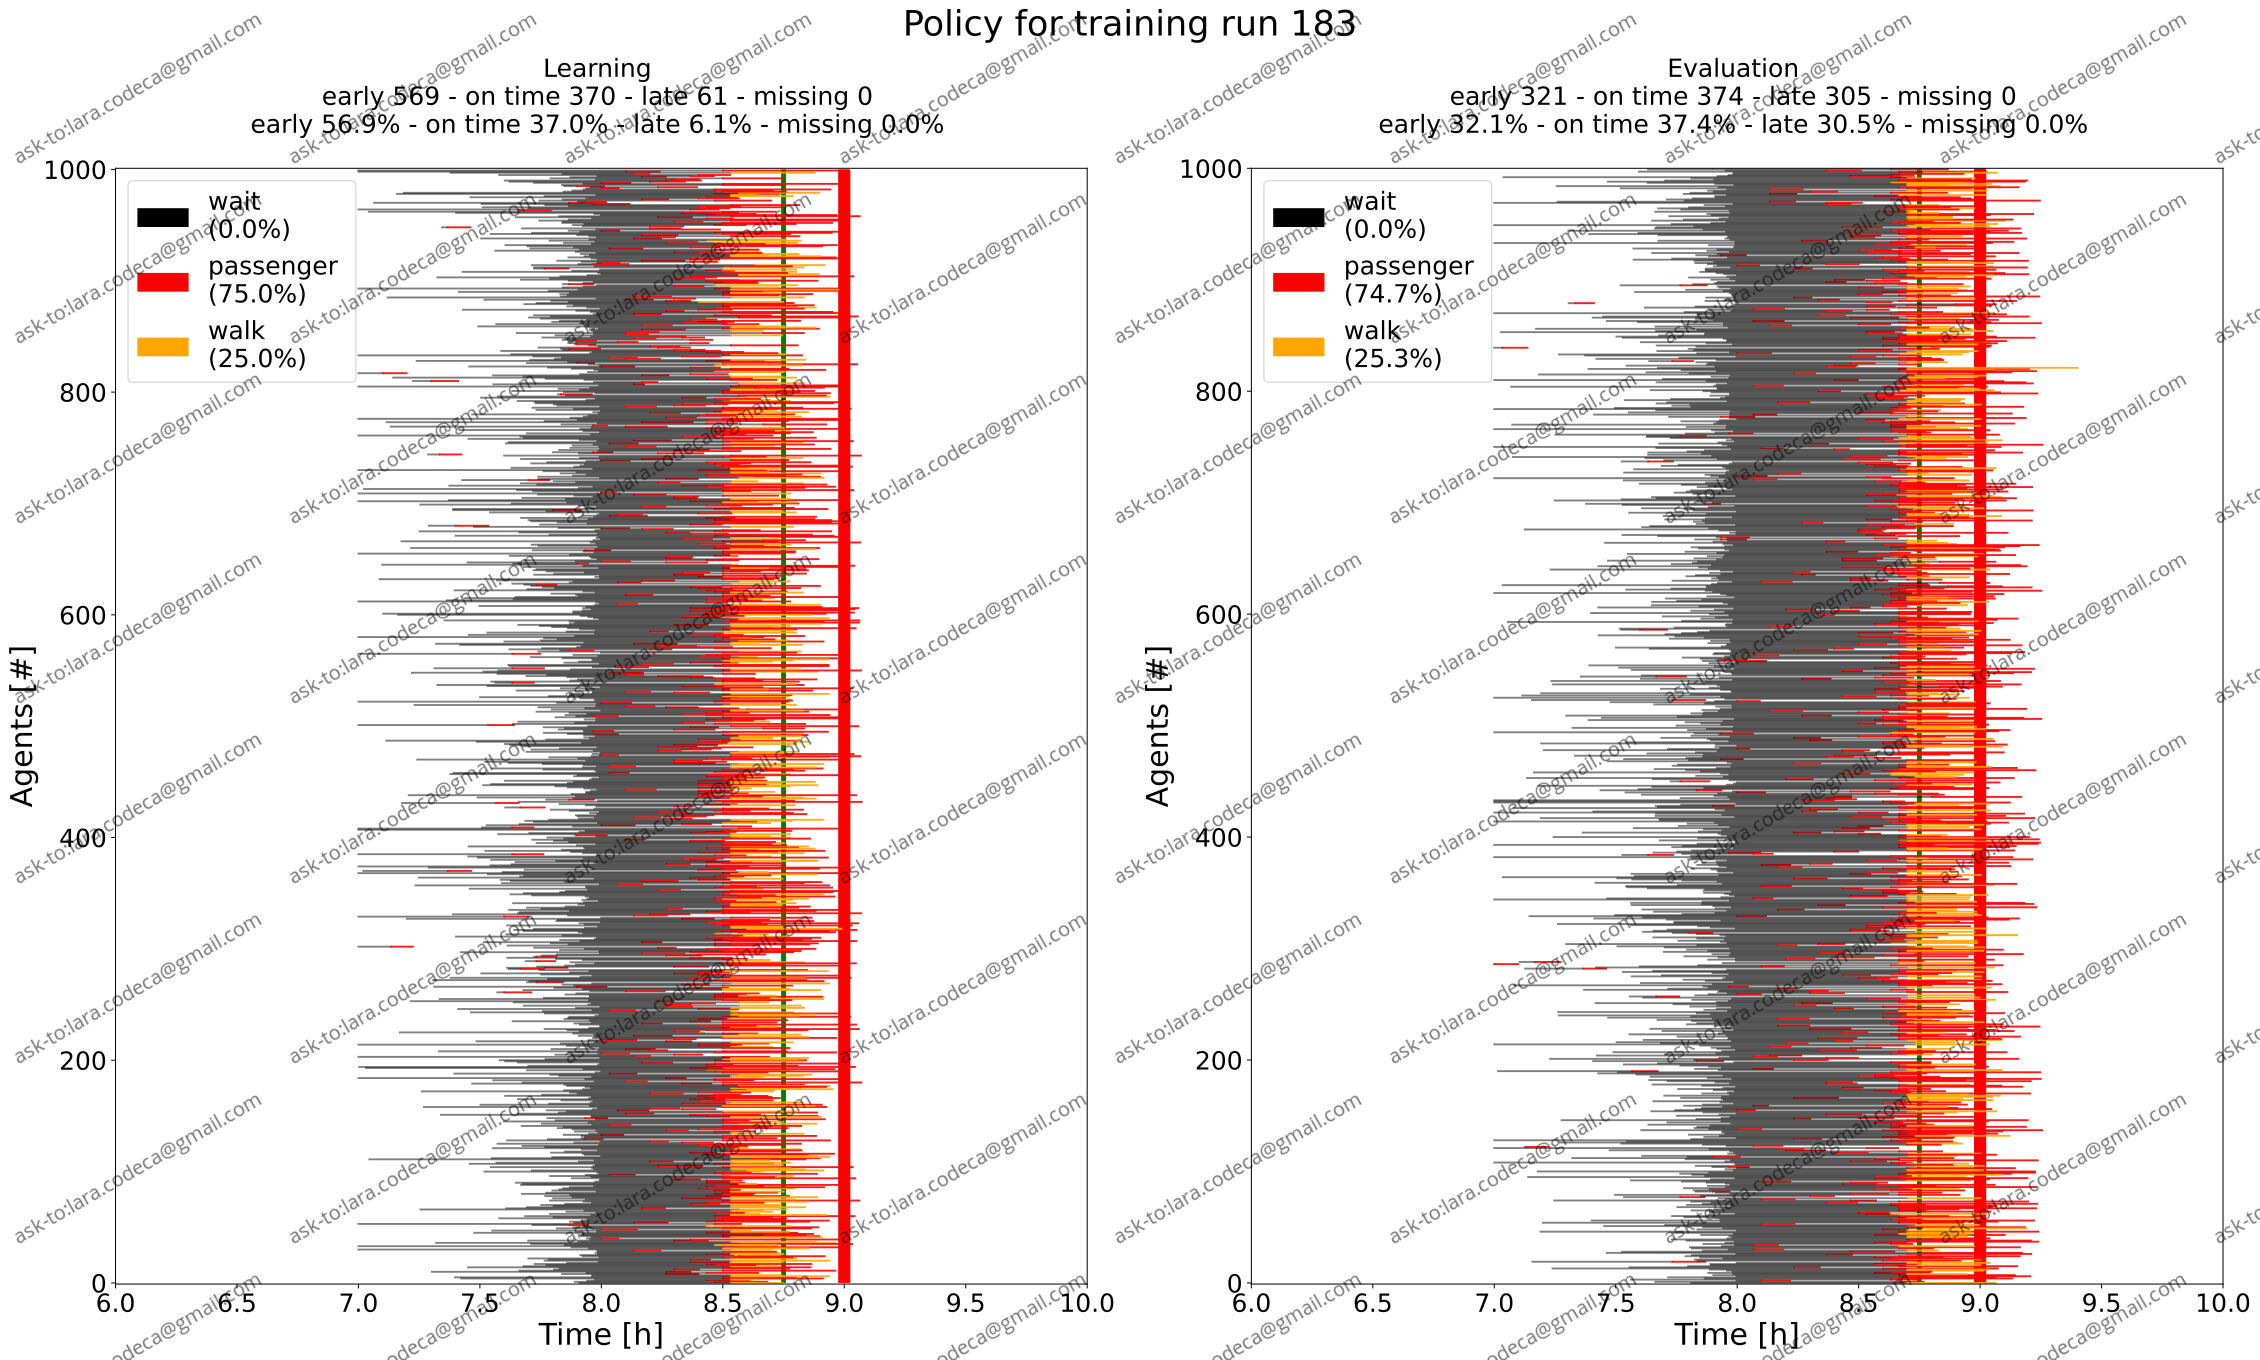 Policy for training run 183
Learning
early 569 - on time 370 - late 61 - missing 0
early 56.9% - on time 37.0% - late 6.1% - missing 0.0%
1000
800
600
400
200
0
Agents [#]
wait
(0.0%)
passenger
(75.0%)
walk
(25.0%)
6.0 6.5 7.0 7.5 8.0 8.5 9.0 9.5 10.0
Time [h]
Evaluation
early 321 - on time 374 - late 305 - missing 0
early 32.1% - on time 37.4% - late 30.5% - missing 0.0%
1000
800
600
400
200
0
Agents [#]
wait
(0.0%)
passenger
(74.7%)
walk
(25.3%)
6.0 6.5 7.0 7.5 8.0 8.5 9.0 9.5 10.0
Time [h]
ask-to:lara.codeca@gmail.com